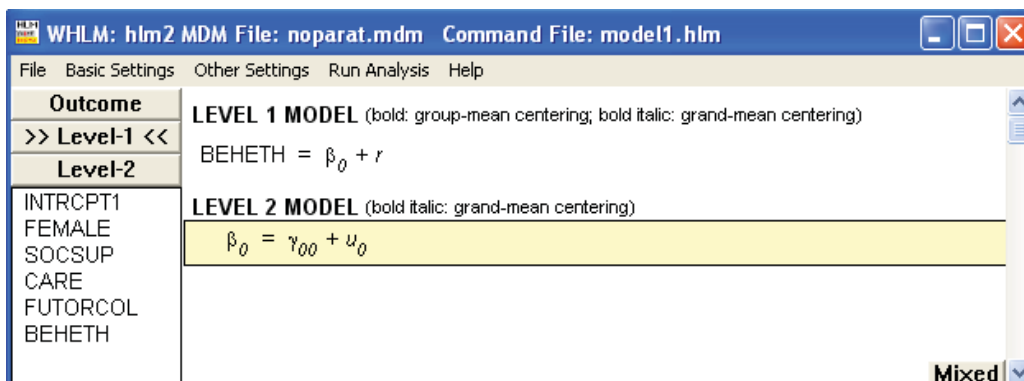 WHLM: hlm2 MDM File: noparat.mdm Command File: model1.hlm
File Basic Settings Other Settings Run Analysis Help
Outcome
>> Level-1 <<
Level-2
INTRCPT1
FEMALE
SOCSUP
CARE
FUTORCOL
BEHETH
LEVEL 1 MODEL (bold: group-mean centering; bold italic: grand-mean centering)
BEHETH = β₀ + r
LEVEL 2 MODEL (bold italic: grand-mean centering)
β₀ = γ₀₀ + u₀
Mixed